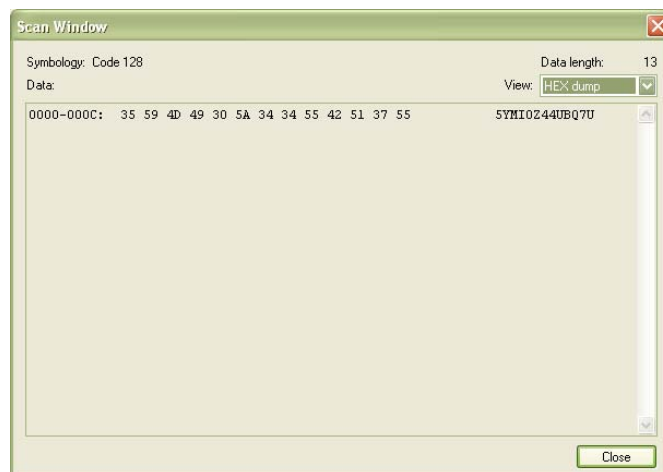 Scan Window
Symbology: Code 128 Data length: 13
Data: View: HEX dump
0000-000C: 35 59 4D 49 30 5A 34 34 55 42 51 37 55 5YMI0Z44UBQ7U
Close